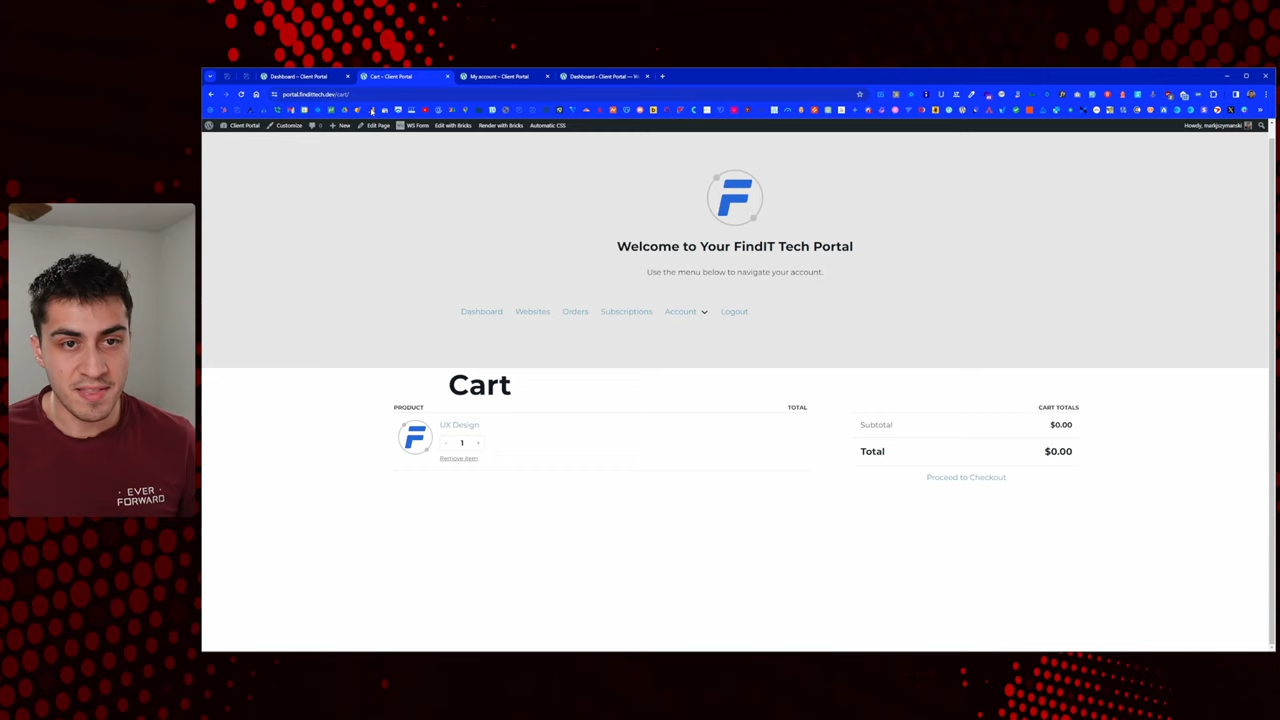 Dashboard – Client Portal
Cart – Client Portal
My account – Client Portal
Dashboard ‹ Client Portal —
portal.findittech.dev/cart/
Client Portal
Customize
0
New
Edit Page
WS Form
Edit with Bricks
Render with Bricks
Automatic CSS
Howdy, markjszymanski
F
Welcome to Your FindIT Tech Portal
Use the menu below to navigate your account.
Dashboard Websites Orders Subscriptions Account Logout
Cart
PRODUCT TOTAL
F
UX Design
- 1 +
Remove item
CART TOTALS
Subtotal $0.00
Total $0.00
Proceed to Checkout
· EVER ·
FORWARD